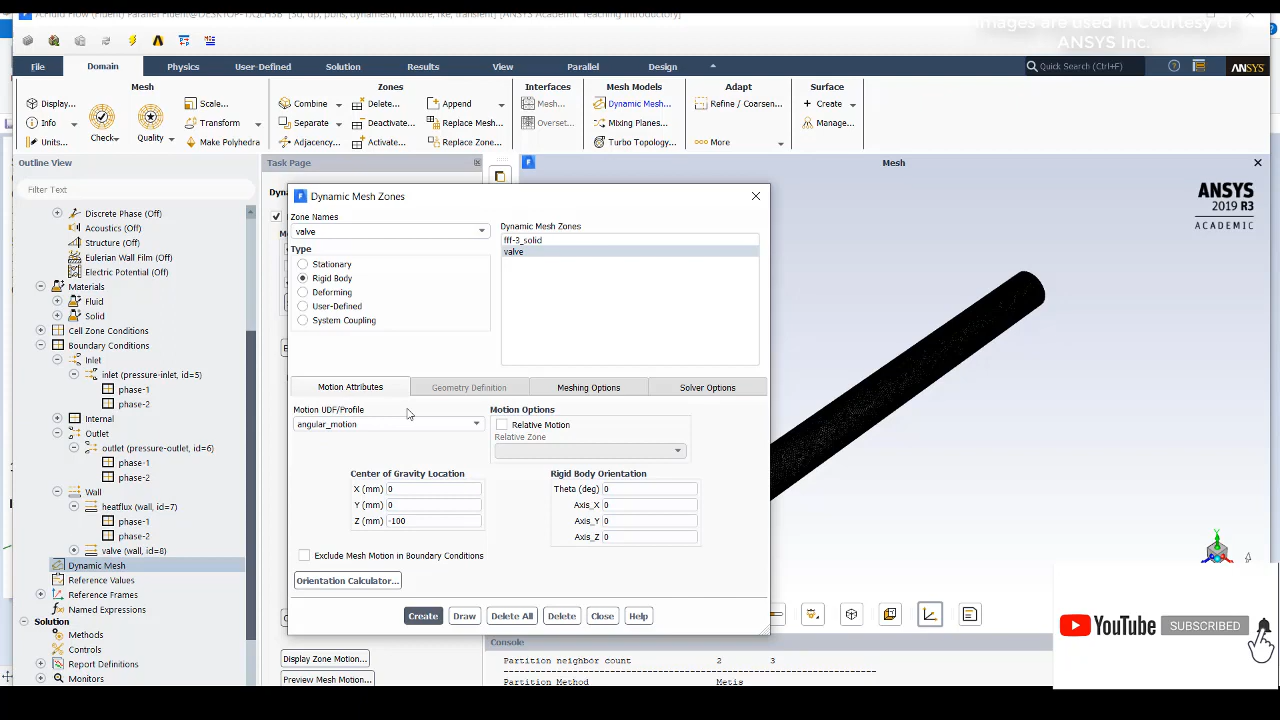 Images are used in Courtesy of
ANSYS Inc.
File
Domain
Physics
User-Defined
Solution
Results
View
Parallel
Design
Quick Search (Ctrl+F)
ANSYS
Mesh
Zones
Interfaces
Mesh Models
Adapt
Surface
Display...
Info
Units...
Check
Quality
Scale...
Transform
Make Polyhedra
Combine
Separate
Adjacency...
Delete...
Deactivate...
Activate...
Append
Replace Mesh...
Replace Zone...
Mesh...
Overset...
Dynamic Mesh...
Mixing Planes...
Turbo Topology...
Refine / Coarsen...
More
Create
Manage...
Outline View
Task Page
Mesh
Filter Text
Discrete Phase (Off)
Acoustics (Off)
Structure (Off)
Eulerian Wall Film (Off)
Electric Potential (Off)
Materials
Fluid
Solid
Cell Zone Conditions
Boundary Conditions
Inlet
inlet (pressure-inlet, id=5)
phase-1
phase-2
Internal
Outlet
outlet (pressure-outlet, id=6)
phase-1
phase-2
Wall
heatflux (wall, id=7)
phase-1
phase-2
valve (wall, id=8)
Dynamic Mesh
Reference Values
Reference Frames
Named Expressions
Solution
Methods
Controls
Report Definitions
Monitors
Dynamic Mesh Zones
Zone Names
valve
Type
Stationary
Rigid Body
Deforming
User-Defined
System Coupling
Dynamic Mesh Zones
fff-3_solid
valve
Motion Attributes
Geometry Definition
Meshing Options
Solver Options
Motion UDF/Profile
angular_motion
Motion Options
Relative Motion
Relative Zone
Center of Gravity Location
X (mm) 0
Y (mm) 0
Z (mm) -100
Rigid Body Orientation
Theta (deg) 0
Axis_X 0
Axis_Y 0
Axis_Z 0
Exclude Mesh Motion in Boundary Conditions
Orientation Calculator...
Create
Draw
Delete All
Delete
Close
Help
Display Zone Motion...
Preview Mesh Motion...
ANSYS
2019 R3
ACADEMIC
Console
Partition neighbor count 2 3
Partition Method Metis
YouTube
SUBSCRIBED